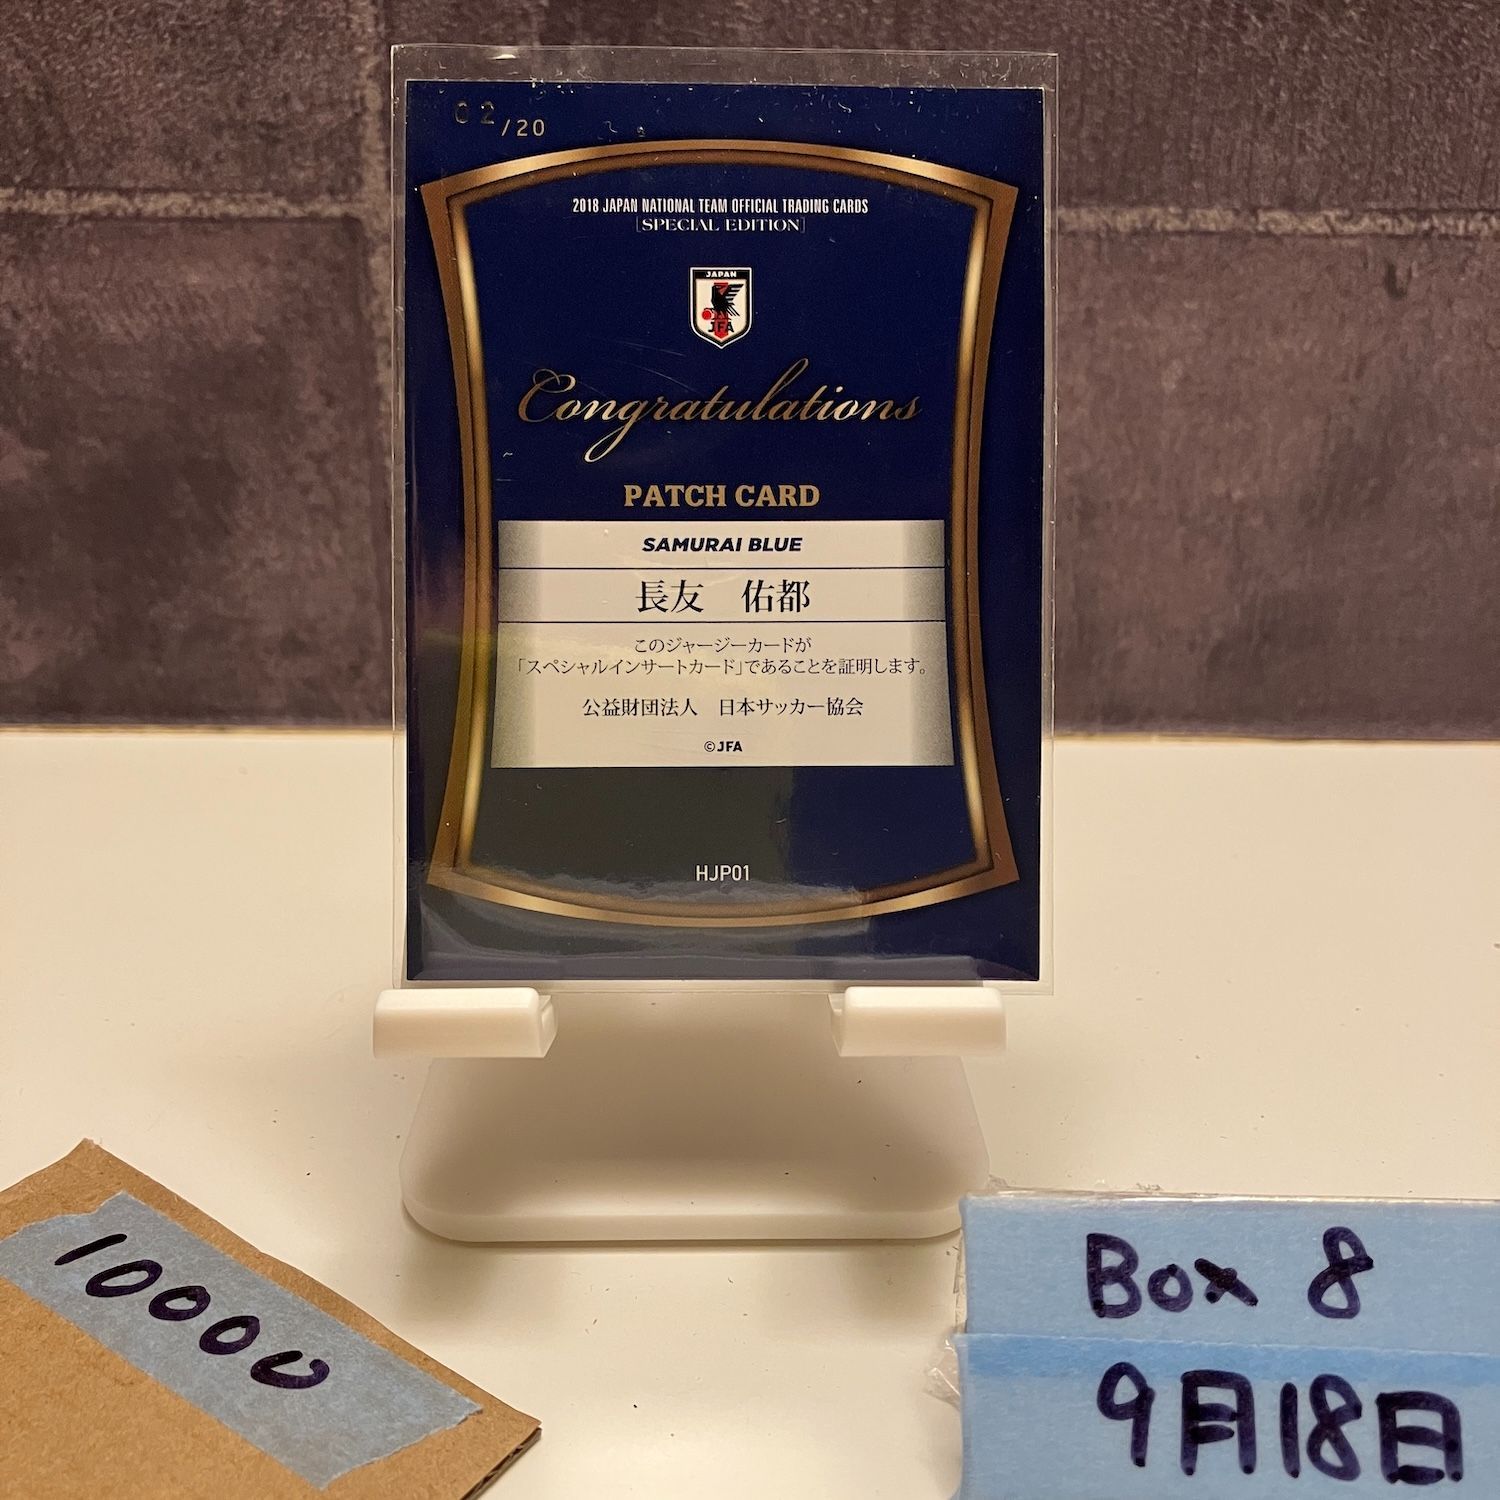 02/20
2018 JAPAN NATIONAL TEAM OFFICIAL TRADING CARDS
[SPECIAL EDITION]
JAPAN
JFA
Congratulations
PATCH CARD
SAMURAI BLUE
長友　佑都
このジャージーカードが
「スペシャルインサートカード」であることを証明します。
公益財団法人　日本サッカー協会
©JFA
HJP01
10000
Box 8
9月18日